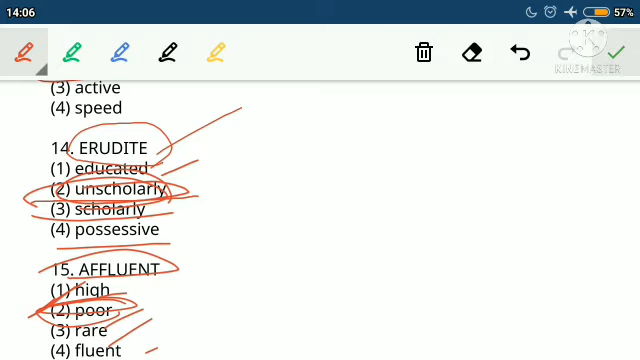 14:06
57%
K
KINEMASTER
(3) active
(4) speed
14. ERUDITE
(1) educated
(2) unscholarly
(3) scholarly
(4) possessive
15. AFFLUENT
(1) high
(2) poor
(3) rare
(4) fluent